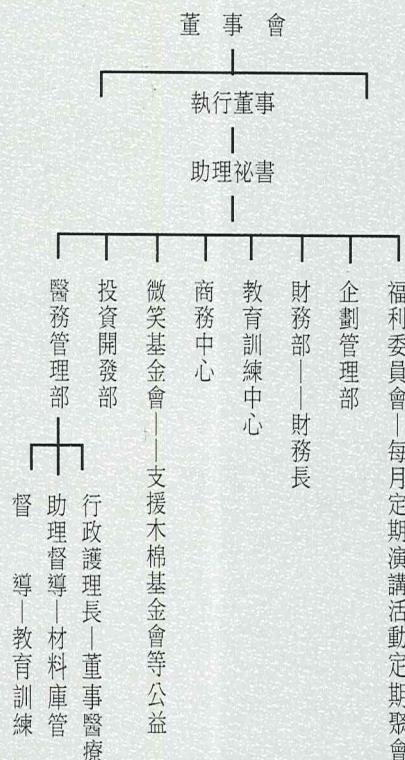 董事會
執行董事
助理祕書
福利委員會—每月定期演講活動定期聚會
企劃管理部
財務部——財務長
教育訓練中心
商務中心
微笑基金會——支援木棉基金會等公益
投資開發部
醫務管理部
行政護理長—董事醫療
助理督導—材料庫管
督導—教育訓練